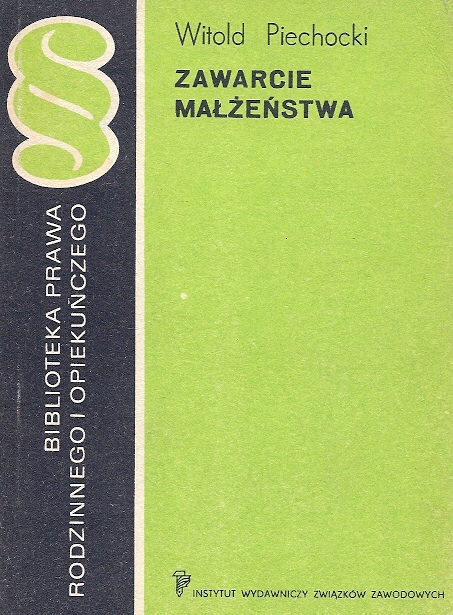 Witold Piechocki
ZAWARCIE
MAŁŻEŃSTWA
BIBLIOTEKA PRAWA
RODZINNEGO I OPIEKUŃCZEGO
INSTYTUT WYDAWNICZY ZWIĄZKÓW ZAWODOWYCH